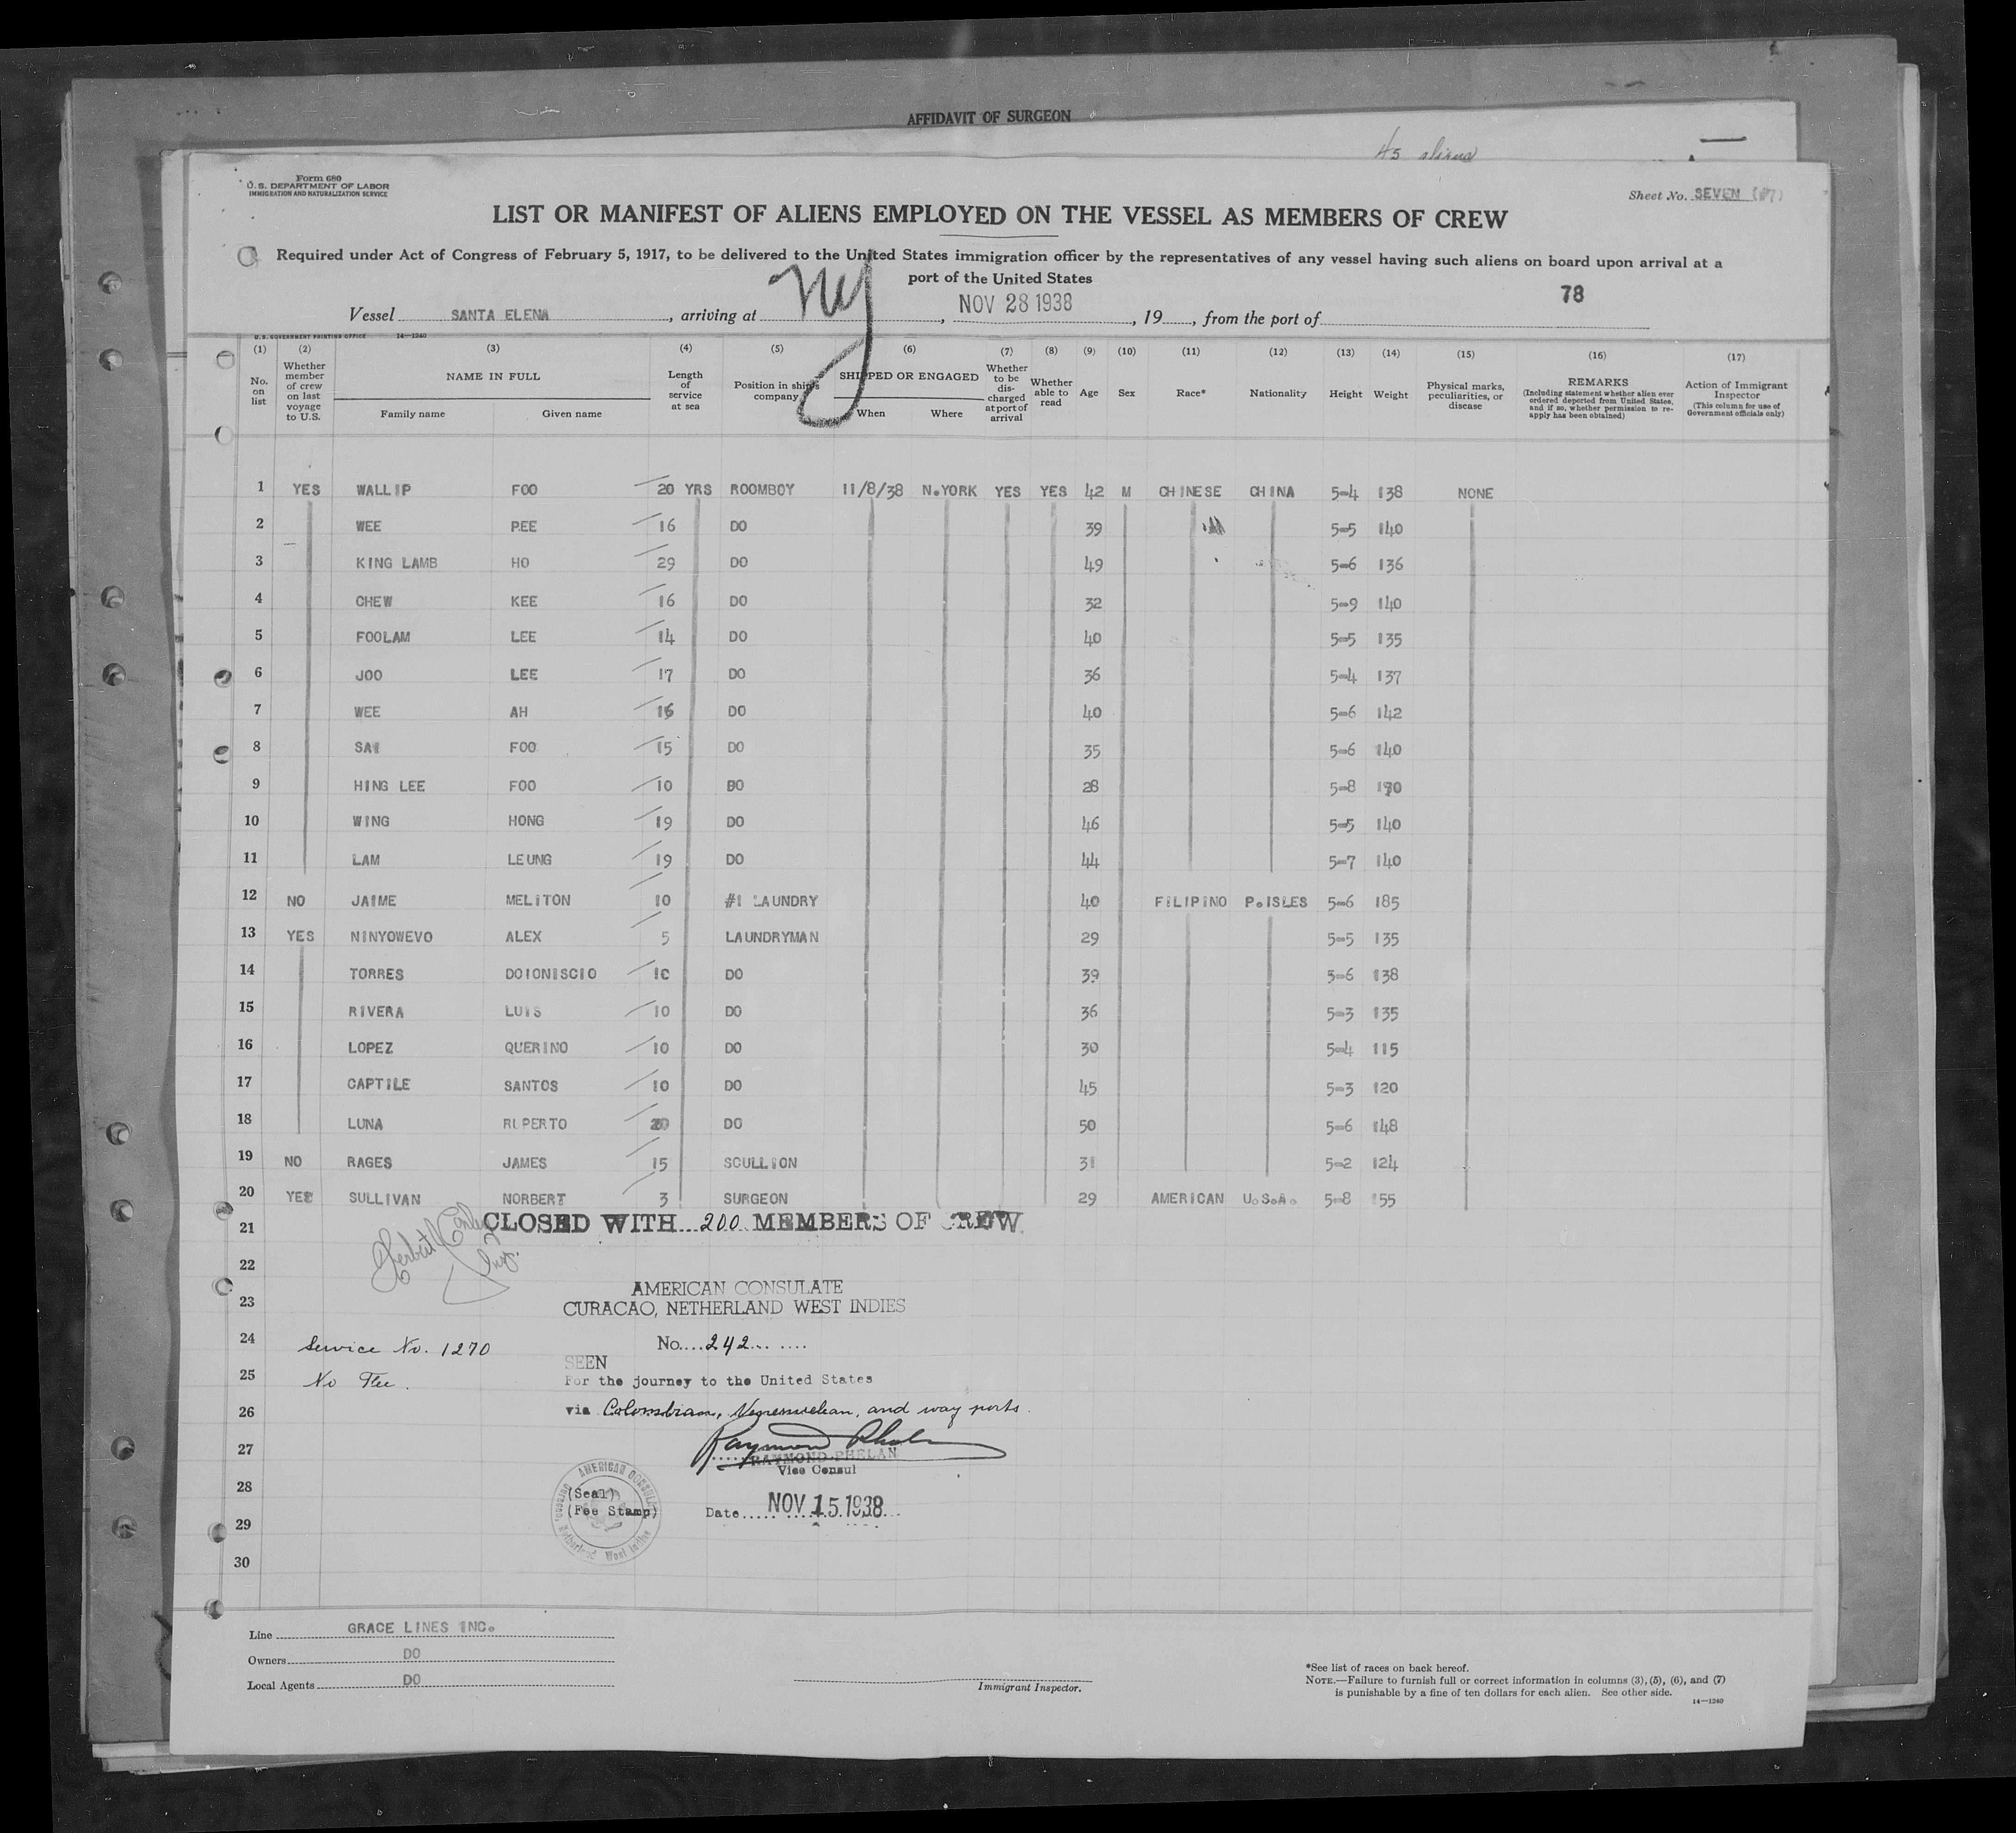 AFFIDAVIT OF SURGEON
45 aliens
Form 680
U.S. DEPARTMENT OF LABOR
IMMIGRATION AND NATURALIZATION SERVICE
Sheet No. SEVEN (#7)
LIST OR MANIFEST OF ALIENS EMPLOYED ON THE VESSEL AS MEMBERS OF CREW
Required under Act of Congress of February 5, 1917, to be delivered to the United States immigration officer by the representatives of any vessel having such aliens on board upon arrival at a
port of the United States
78
Vessel SANTA ELENA, arriving at NY, NOV 28 1938, 19, from the port of
U.S. GOVERNMENT PRINTING OFFICE 14—1240
(1) (2) (3) (4) (5) (6) (7) (8) (9) (10) (11) (12) (13) (14) (15) (16) (17)
No. on list
Whether member of crew on last voyage to U.S.
NAME IN FULL
Family name Given name
Length of service at sea
Position in ship's company
SHIPPED OR ENGAGED
When Where
Whether to be discharged at port of arrival
Whether able to read
Age
Sex
Race*
Nationality
Height
Weight
Physical marks, peculiarities, or disease
REMARKS
(Including statement whether alien ever ordered deported from United States, and if so, whether permission to reapply has been obtained)
Action of Immigrant Inspector
(This column for use of Government officials only)
1 YES WALLIP FOO 20 YRS ROOMBOY 11/8/38 N.YORK YES YES 42 M CHINESE CHINA 5-4 138 NONE
2 WEE PEE 16 DO 39 5-5 140
3 KING LAMB HO 29 DO 49 5-6 136
4 CHEW KEE 16 DO 32 5-9 140
5 FOOLAM LEE 14 DO 40 5-5 135
6 JOO LEE 17 DO 36 5-4 137
7 WEE AH 16 DO 40 5-6 142
8 SAI FOO 15 DO 35 5-6 140
9 HING LEE FOO 10 DO 28 5-8 170
10 WING HONG 19 DO 46 5-5 140
11 LAM LEUNG 19 DO 44 5-7 140
12 NO JAIME MELITON 10 #1 LAUNDRY 40 FILIPINO P.ISLES 5-6 185
13 YES NINYOWEVO ALEX 5 LAUNDRYMAN 29 5-5 135
14 TORRES DOIONISCIO 10 DO 39 5-6 138
15 RIVERA LUIS 10 DO 36 5-3 135
16 LOPEZ QUERINO 10 DO 30 5-4 115
17 CAPTILE SANTOS 10 DO 45 5-3 120
18 LUNA RUPERTO 20 DO 50 5-6 148
19 NO RAGES JAMES 15 SCULLION 31 5-2 124
20 YES SULLIVAN NORBERT 3 SURGEON 29 AMERICAN U.S.A. 5-8 155
21 CLOSED WITH 200 MEMBERS OF CREW
22
AMERICAN CONSULATE
23 CURACAO, NETHERLAND WEST INDIES
24 Service No. 1270 No. 242
SEEN
25 No Fee. For the journey to the United States
26 via Colombian, Venezuelan, and way ports.
27 Raymond Phelan
RAYMOND PHELAN
Vice Consul
28 (Seal)
(Fee Stamp) Date NOV 15 1938
AMERICAN CONSULATE Curacao, Netherland West Indies
29
30
Line GRACE LINES INC.
Owners DO
Local Agents DO
Immigrant Inspector.
*See list of races on back hereof.
NOTE.—Failure to furnish full or correct information in columns (3), (5), (6), and (7)
is punishable by a fine of ten dollars for each alien. See other side.
14—1240